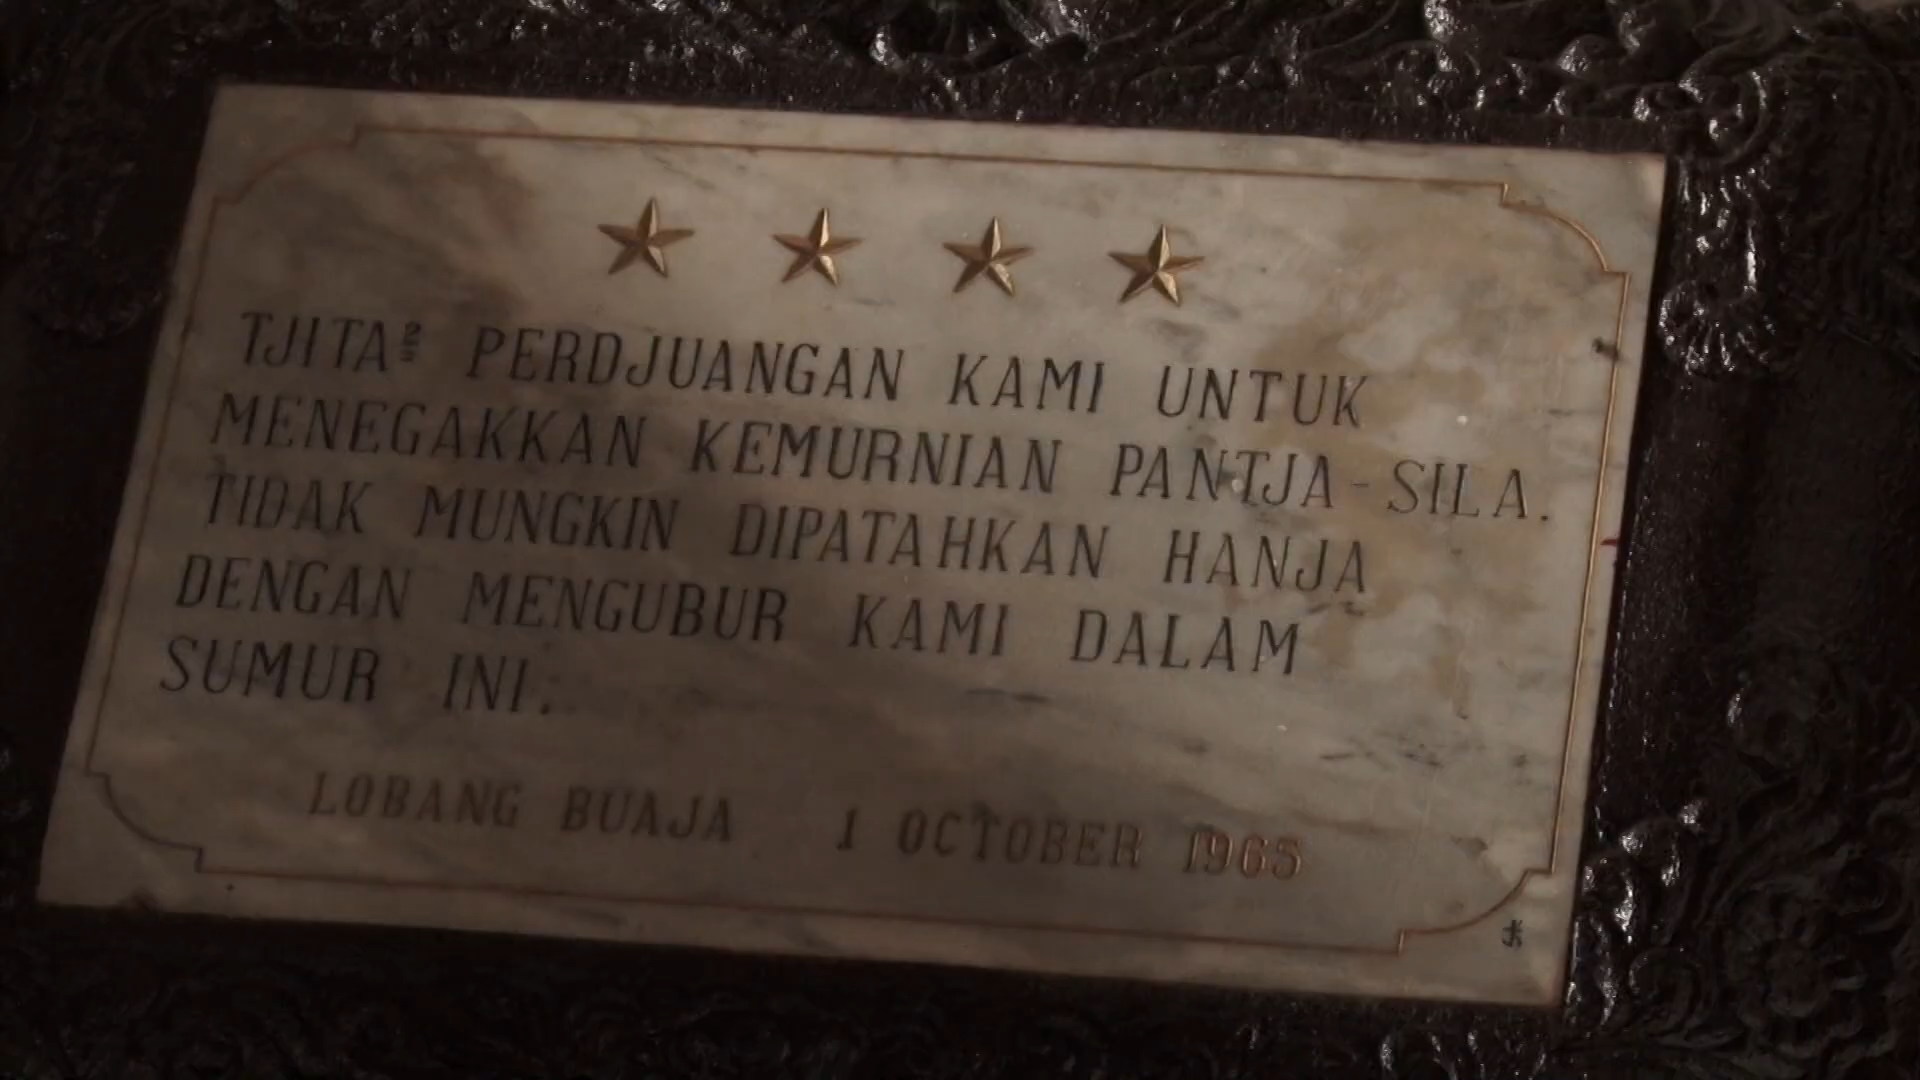 TJITA² PERDJUANGAN KAMI UNTUK
MENEGAKKAN KEMURNIAN PANTJA-SILA.
TIDAK MUNGKIN DIPATAHKAN HANJA
DENGAN MENGUBUR KAMI DALAM
SUMUR INI.
LOBANG BUAJA 1 OCTOBER 1965